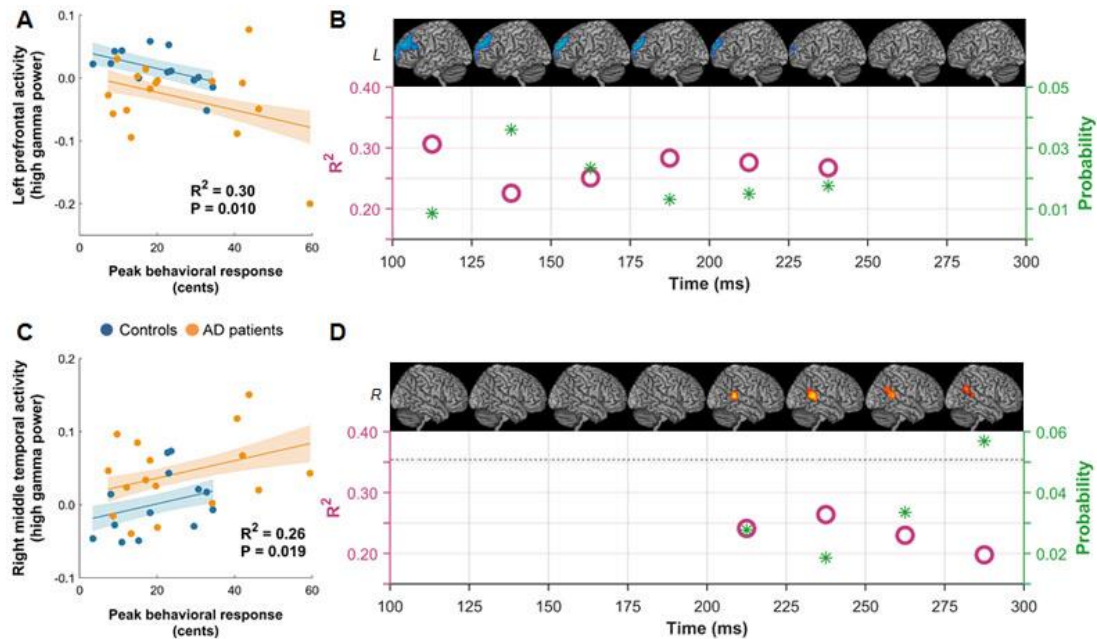 A
B
Left prefrontal activity
(high gamma power)
0.1
0.0
-0.1
-0.2
R² = 0.30
P = 0.010
0
20
40
60
Peak behavioral response
(cents)
L
R²
0.40
0.30
0.20
0.05
0.03
0.01
Probability
100
125
150
175
200
225
250
275
300
Time (ms)
C
Controls
AD patients
D
Right middle temporal activity
(high gamma power)
0.2
0.1
0.0
-0.1
R² = 0.26
P = 0.019
0
20
40
60
Peak behavioral response
(cents)
R
R²
0.40
0.30
0.20
0.06
0.04
0.02
Probability
100
125
150
175
200
225
250
275
300
Time (ms)